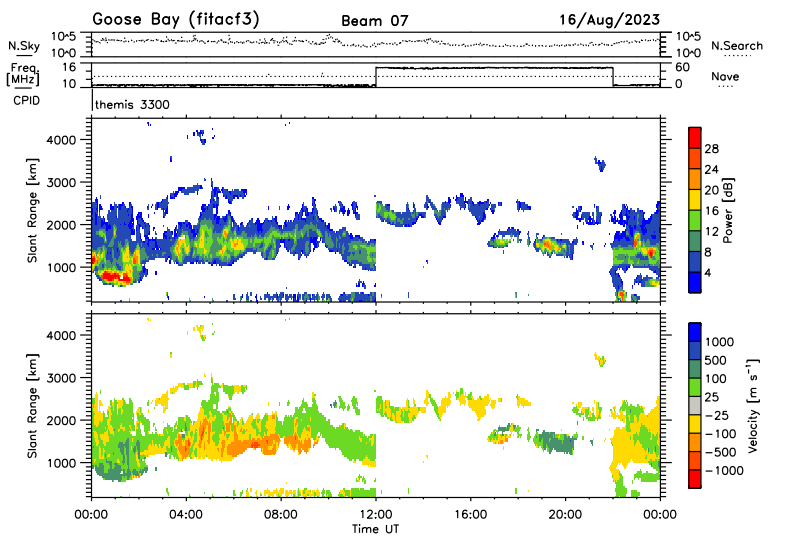 Goose Bay (fitacf3) Beam 07 16/Aug/2023
N.Sky 10^5 10^0 10^5 10^0 N.Search
Freq. [MHz] 16 10 60 0 Nave
CPID themis 3300
Slant Range [km] 4000 3000 2000 1000
Power [dB] 28 24 20 16 12 8 4
Slant Range [km] 4000 3000 2000 1000
Velocity [m s⁻¹] 1000 500 100 25 −25 −100 −500 −1000
00:00 04:00 08:00 12:00 16:00 20:00 00:00
Time UT